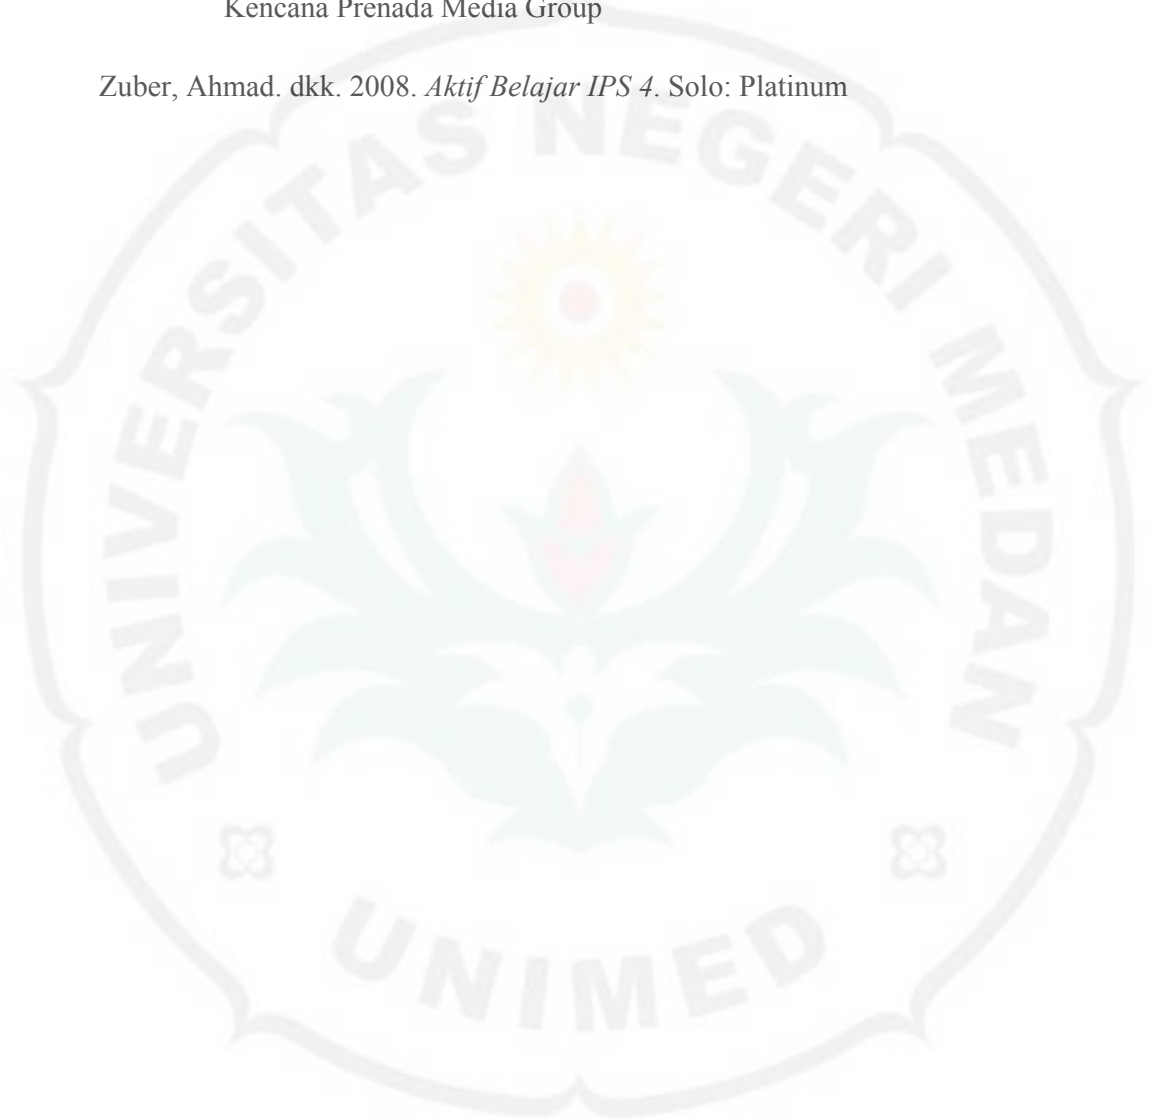 Kencana Prenada Media Group
Zuber, Ahmad. dkk. 2008. Aktif Belajar IPS 4. Solo: Platinum
UNIVERSITAS NEGERI MEDAN
UNIMED